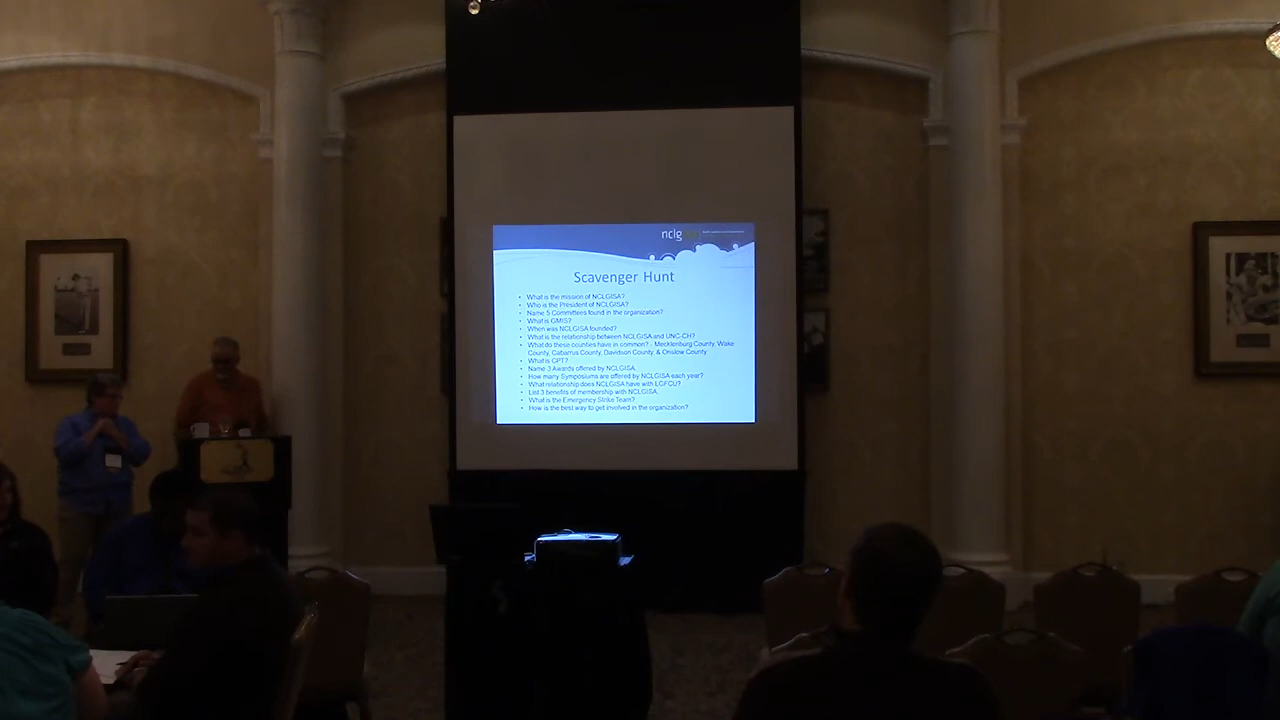 nclg
Scavenger Hunt
• What is the mission of NCLGISA?
• Who is the President of NCLGISA?
• Name 5 Committees found in the organization?
• What is GMIS?
• When was NCLGISA founded?
• What is the relationship between NCLGISA and UNC-CH?
• What do these counties have in common? - Mecklenburg County, Wake
County, Cabarrus County, Davidson County, & Onslow County
• What is CPT?
• Name 3 Awards offered by NCLGISA.
• How many Symposiums are offered by NCLGISA each year?
• What relationship does NCLGISA have with LGFCU?
• List 3 benefits of membership with NCLGISA.
• What is the Emergency Strike Team?
• How is the best way to get involved in the organization?